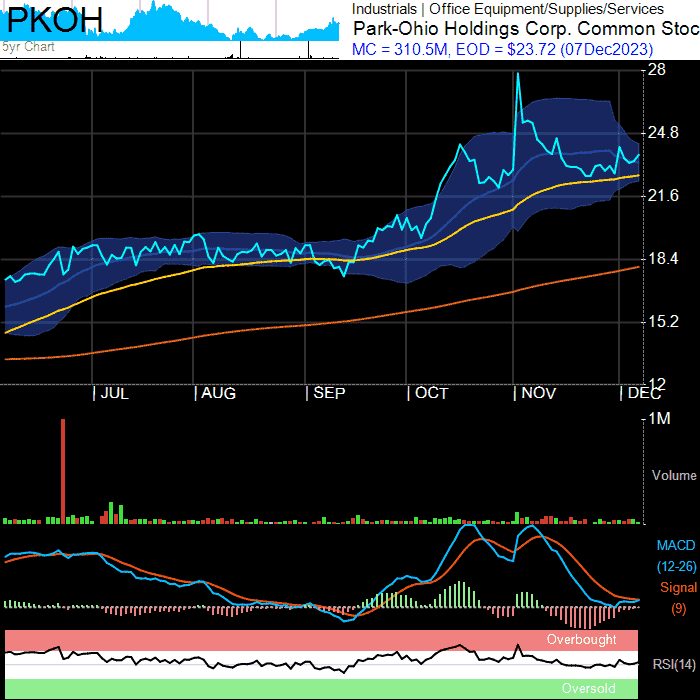 PKOH
5yr Chart
Industrials | Office Equipment/Supplies/Services
Park-Ohio Holdings Corp. Common Stoc
MC = 310.5M, EOD = $23.72 (07Dec2023)
28
24.8
21.6
18.4
15.2
12
| JUL | AUG | SEP | OCT | NOV | DEC
1M
Volume
MACD
(12-26)
Signal
(9)
Overbought
RSI(14)
Oversold